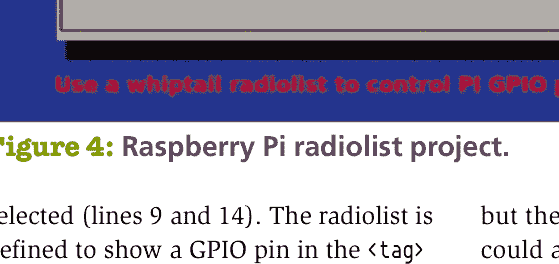 Use a whiptail radiolist to control Pi GPIO
Figure 4: Raspberry Pi radiolist project.
elected (lines 9 and 14). The radiolist is
efined to show a GPIO pin in the <tag>
but the
could a